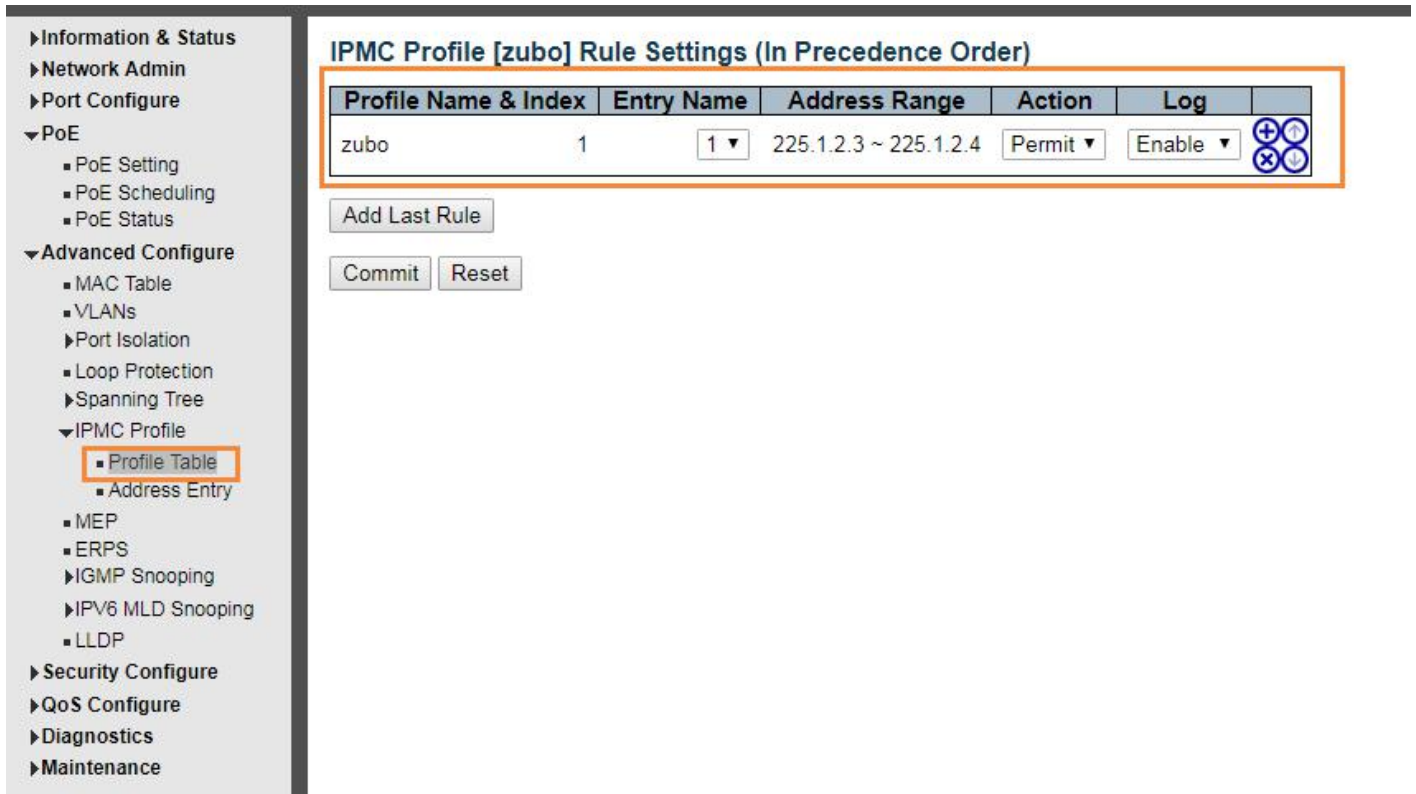 Information & Status
Network Admin
Port Configure
PoE
PoE Setting
PoE Scheduling
PoE Status
Advanced Configure
MAC Table
VLANs
Port Isolation
Loop Protection
Spanning Tree
IPMC Profile
Profile Table
Address Entry
MEP
ERPS
IGMP Snooping
IPV6 MLD Snooping
LLDP
Security Configure
QoS Configure
Diagnostics
Maintenance
IPMC Profile [zubo] Rule Settings (In Precedence Order)
Profile Name & Index Entry Name Address Range Action Log
zubo 1 1 225.1.2.3 ~ 225.1.2.4 Permit Enable
Add Last Rule
Commit Reset